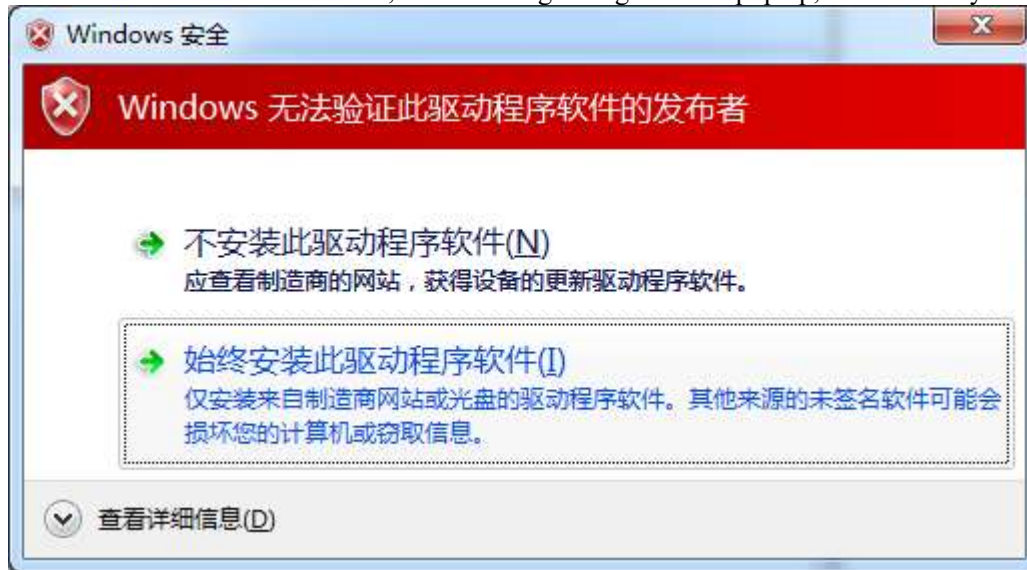 Windows 安全
Windows 无法验证此驱动程序软件的发布者
不安装此驱动程序软件(N)
应查看制造商的网站，获得设备的更新驱动程序软件。
始终安装此驱动程序软件(I)
仅安装来自制造商网站或光盘的驱动程序软件。其他来源的未签名软件可能会
损坏您的计算机或窃取信息。
查看详细信息(D)